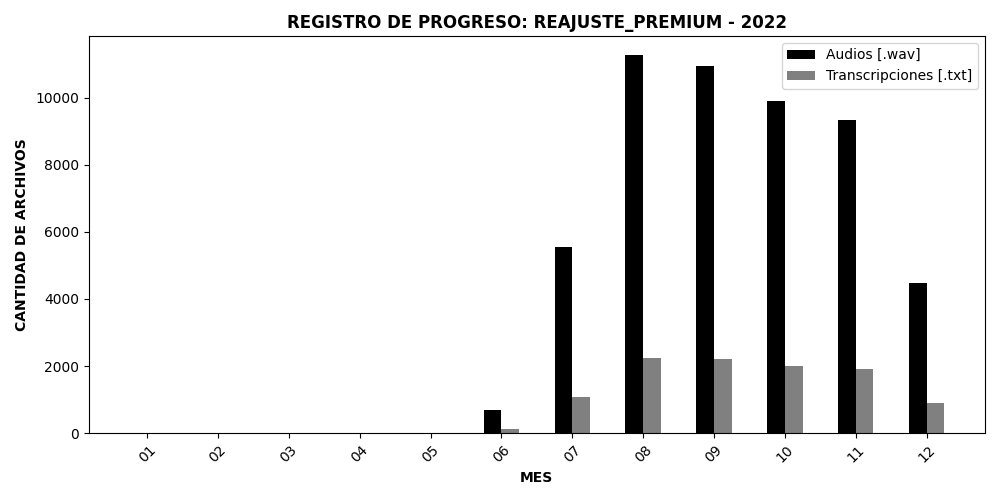 REGISTRO DE PROGRESO: REAJUSTE_PREMIUM - 2022
Audios [.wav]
Transcripciones [.txt]
CANTIDAD DE ARCHIVOS
10000
8000
6000
4000
2000
0
01 02 03 04 05 06 07 08 09 10 11 12
MES